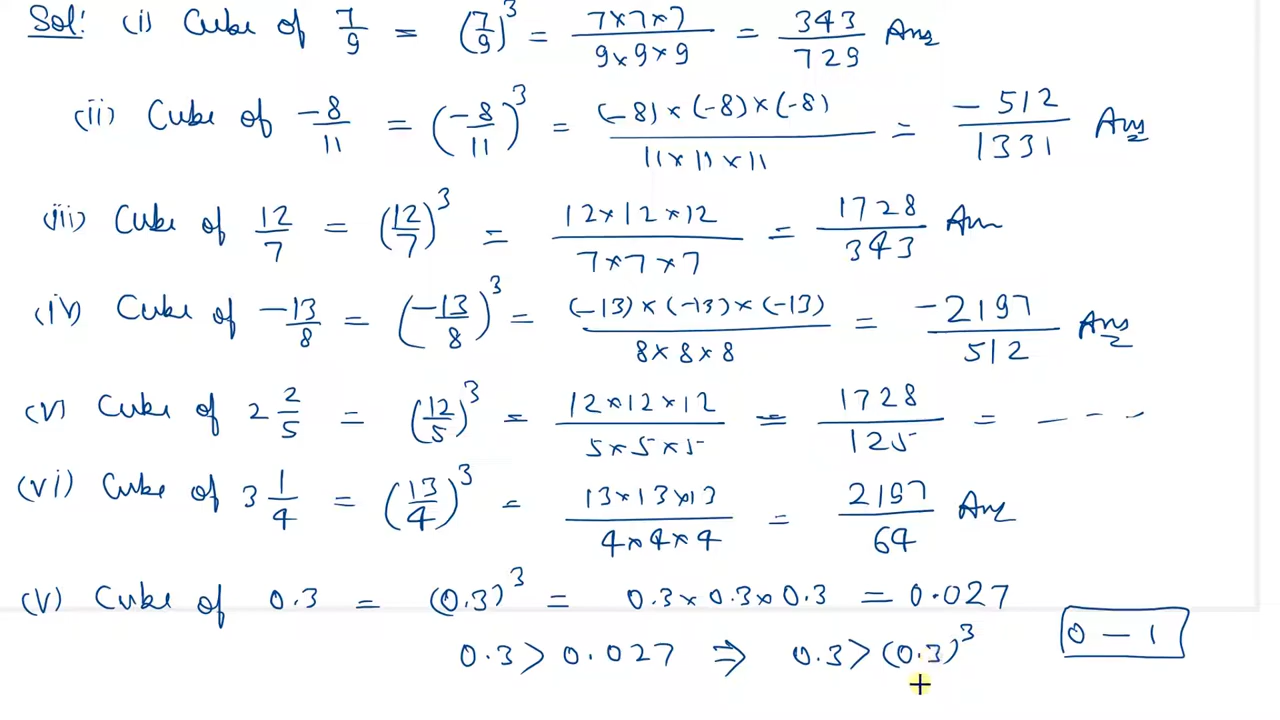 Sol: (i) Cube of 7/9 = (7/9)^3 = 7×7×7 / 9×9×9 = 343/729 Ans
(ii) Cube of -8/11 = (-8/11)^3 = (-8)×(-8)×(-8) / 11×11×11 = -512/1331 Ans
(iii) Cube of 12/7 = (12/7)^3 = 12×12×12 / 7×7×7 = 1728/343 Ans
(iv) Cube of -13/8 = (-13/8)^3 = (-13)×(-13)×(-13) / 8×8×8 = -2197/512 Ans
(v) Cube of 2 2/5 = (12/5)^3 = 12×12×12 / 5×5×5 = 1728/125 = - - -
(vi) Cube of 3 1/4 = (13/4)^3 = 13×13×13 / 4×4×4 = 2197/64 Ans
(v) Cube of 0.3 = (0.3)^3 = 0.3×0.3×0.3 = 0.027
0.3 > 0.027 ⇒ 0.3 > (0.3)^3
0 – 1